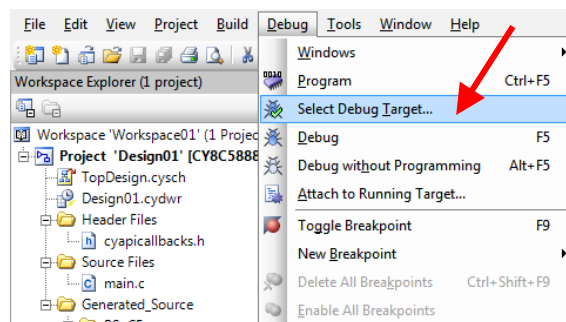 File Edit View Project Build Debug Tools Window Help
Windows
Workspace Explorer (1 project)
Program Ctrl+F5
Select Debug Target...
Workspace 'Workspace01' (1 Projec
Debug F5
Project 'Design01' [CY8C5888
Debug without Programming Alt+F5
TopDesign.cysch
Design01.cydwr
Attach to Running Target...
Header Files
Toggle Breakpoint F9
cyapicallbacks.h
New Breakpoint
Source Files
main.c
Delete All Breakpoints Ctrl+Shift+F9
Generated_Source
Enable All Breakpoints